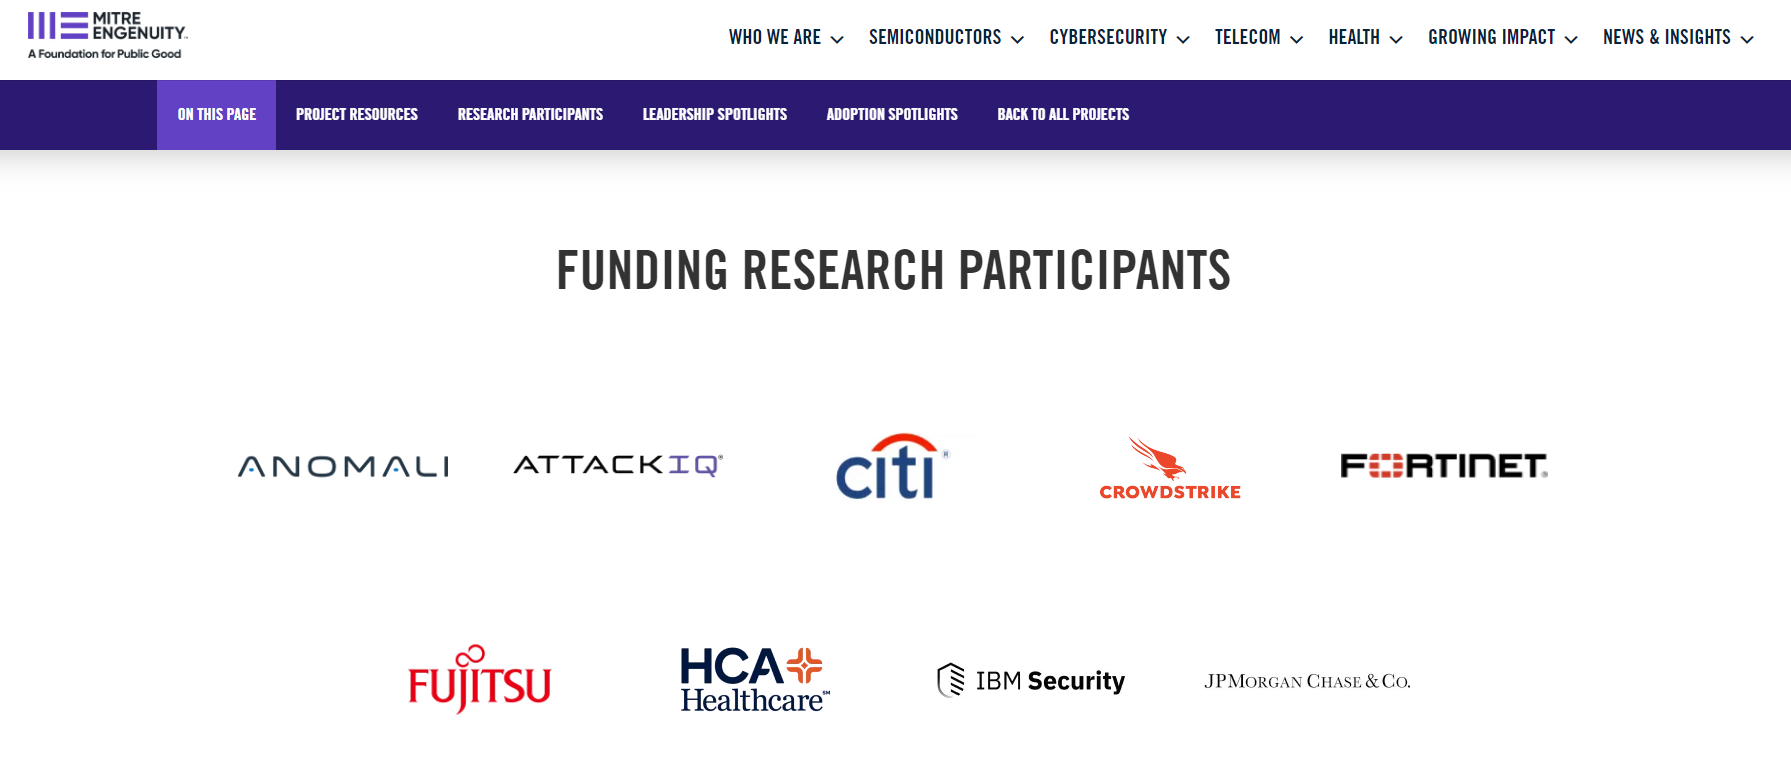 MITRE
ENGENUITY™
A Foundation for Public Good
WHO WE ARE
SEMICONDUCTORS
CYBERSECURITY
TELECOM
HEALTH
GROWING IMPACT
NEWS & INSIGHTS
ON THIS PAGE
PROJECT RESOURCES
RESEARCH PARTICIPANTS
LEADERSHIP SPOTLIGHTS
ADOPTION SPOTLIGHTS
BACK TO ALL PROJECTS
FUNDING RESEARCH PARTICIPANTS
ANOMALI
ATTACKIQ®
citi®
CROWDSTRIKE
FORTINET®
FUJITSU
HCA
Healthcare℠
IBM Security
JPMORGAN CHASE & CO.